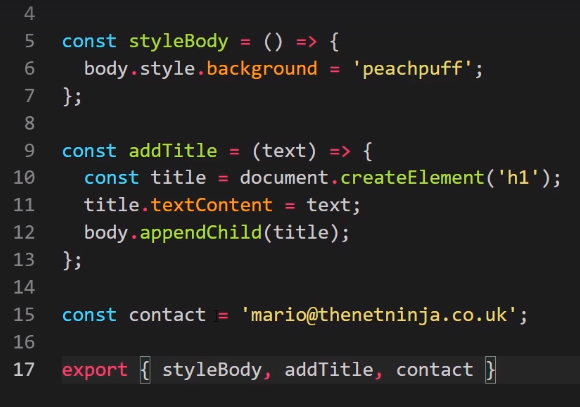 4
5 const styleBody = () => {
6   body.style.background = 'peachpuff';
7 };
8
9 const addTitle = (text) => {
10   const title = document.createElement('h1');
11   title.textContent = text;
12   body.appendChild(title);
13 };
14
15 const contact = 'mario@thenetninja.co.uk';
16
17 export { styleBody, addTitle, contact }